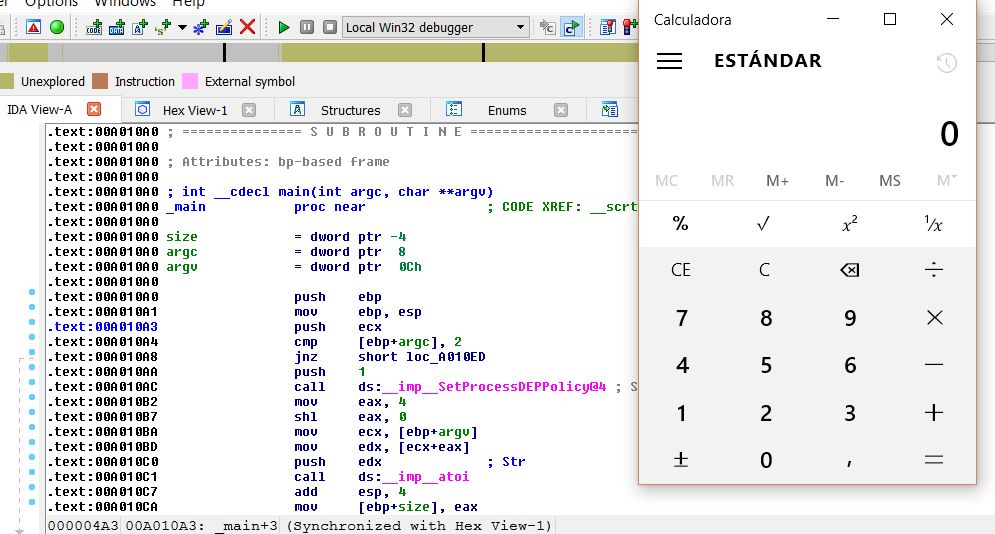 Options Windows Help
Local Win32 debugger
Unexplored Instruction External symbol
IDA View-A Hex View-1 Structures Enums
.text:00A010A0 ; =============== S U B R O U T I N E =======================
.text:00A010A0
.text:00A010A0 ; Attributes: bp-based frame
.text:00A010A0
.text:00A010A0 ; int __cdecl main(int argc, char **argv)
.text:00A010A0 _main proc near ; CODE XREF: __scrt
.text:00A010A0
.text:00A010A0 size = dword ptr -4
.text:00A010A0 argc = dword ptr 8
.text:00A010A0 argv = dword ptr 0Ch
.text:00A010A0
.text:00A010A0 push ebp
.text:00A010A1 mov ebp, esp
.text:00A010A3 push ecx
.text:00A010A4 cmp [ebp+argc], 2
.text:00A010A8 jnz short loc_A010ED
.text:00A010AA push 1
.text:00A010AC call ds:__imp__SetProcessDEPPolicy@4 ; S
.text:00A010B2 mov eax, 4
.text:00A010B7 shl eax, 0
.text:00A010BA mov ecx, [ebp+argv]
.text:00A010BD mov edx, [ecx+eax]
.text:00A010C0 push edx ; Str
.text:00A010C1 call ds:__imp__atoi
.text:00A010C7 add esp, 4
.text:00A010CA mov [ebp+size], eax
000004A3 00A010A3: _main+3 (Synchronized with Hex View-1)
Calculadora
ESTÁNDAR
0
MC MR M+ M- MS M˅
% √ x² ¹/x
CE C ÷
7 8 9 ×
4 5 6 −
1 2 3 +
± 0 , =